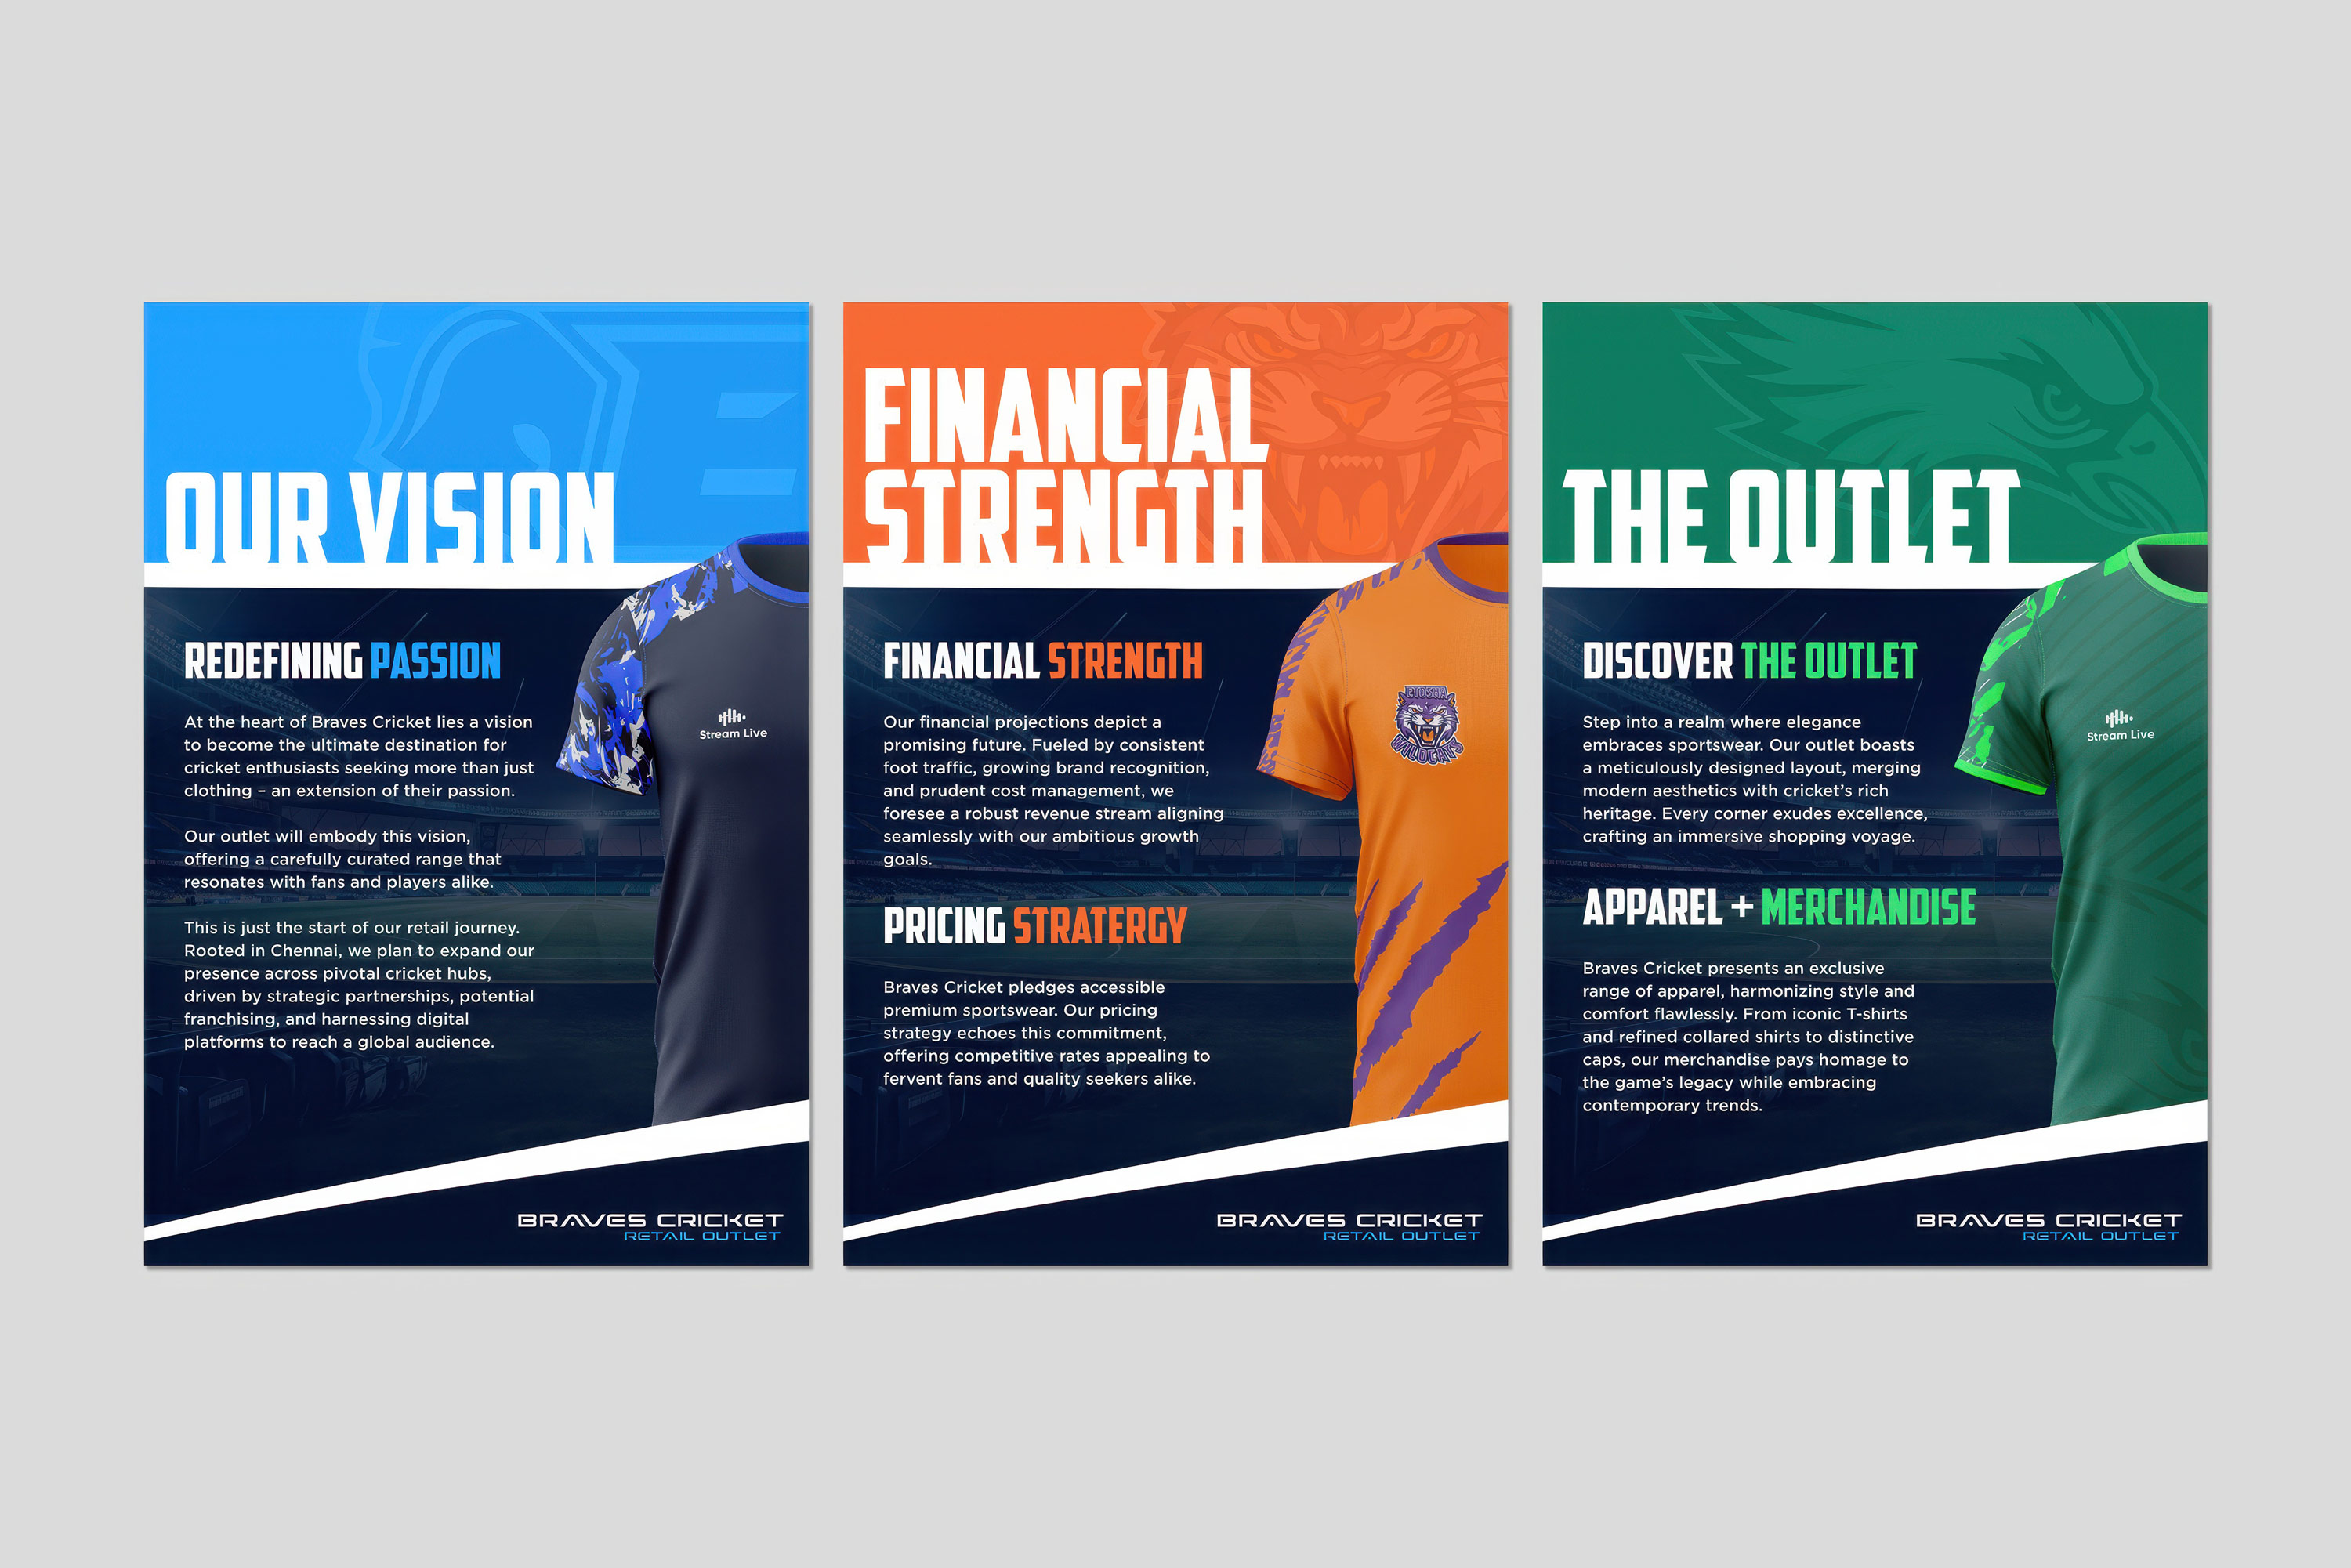 OUR VISION
REDEFINING PASSION
At the heart of Braves Cricket lies a vision
to become the ultimate destination for
cricket enthusiasts seeking more than just
clothing – an extension of their passion.
Our outlet will embody this vision,
offering a carefully curated range that
resonates with fans and players alike.
This is just the start of our retail journey.
Rooted in Chennai, we plan to expand our
presence across pivotal cricket hubs,
driven by strategic partnerships, potential
franchising, and harnessing digital
platforms to reach a global audience.
Stream Live
BRAVES CRICKET
RETAIL OUTLET
FINANCIAL
STRENGTH
FINANCIAL STRENGTH
Our financial projections depict a
promising future. Fueled by consistent
foot traffic, growing brand recognition,
and prudent cost management, we
foresee a robust revenue stream aligning
seamlessly with our ambitious growth
goals.
PRICING STRATERGY
Braves Cricket pledges accessible
premium sportswear. Our pricing
strategy echoes this commitment,
offering competitive rates appealing to
fervent fans and quality seekers alike.
ETOSHA
WILDCATS
BRAVES CRICKET
RETAIL OUTLET
THE OUTLET
DISCOVER THE OUTLET
Step into a realm where elegance
embraces sportswear. Our outlet boasts
a meticulously designed layout, merging
modern aesthetics with cricket’s rich
heritage. Every corner exudes excellence,
crafting an immersive shopping voyage.
APPAREL + MERCHANDISE
Braves Cricket presents an exclusive
range of apparel, harmonizing style and
comfort flawlessly. From iconic T-shirts
and refined collared shirts to distinctive
caps, our merchandise pays homage to
the game’s legacy while embracing
contemporary trends.
Stream Live
BRAVES CRICKET
RETAIL OUTLET